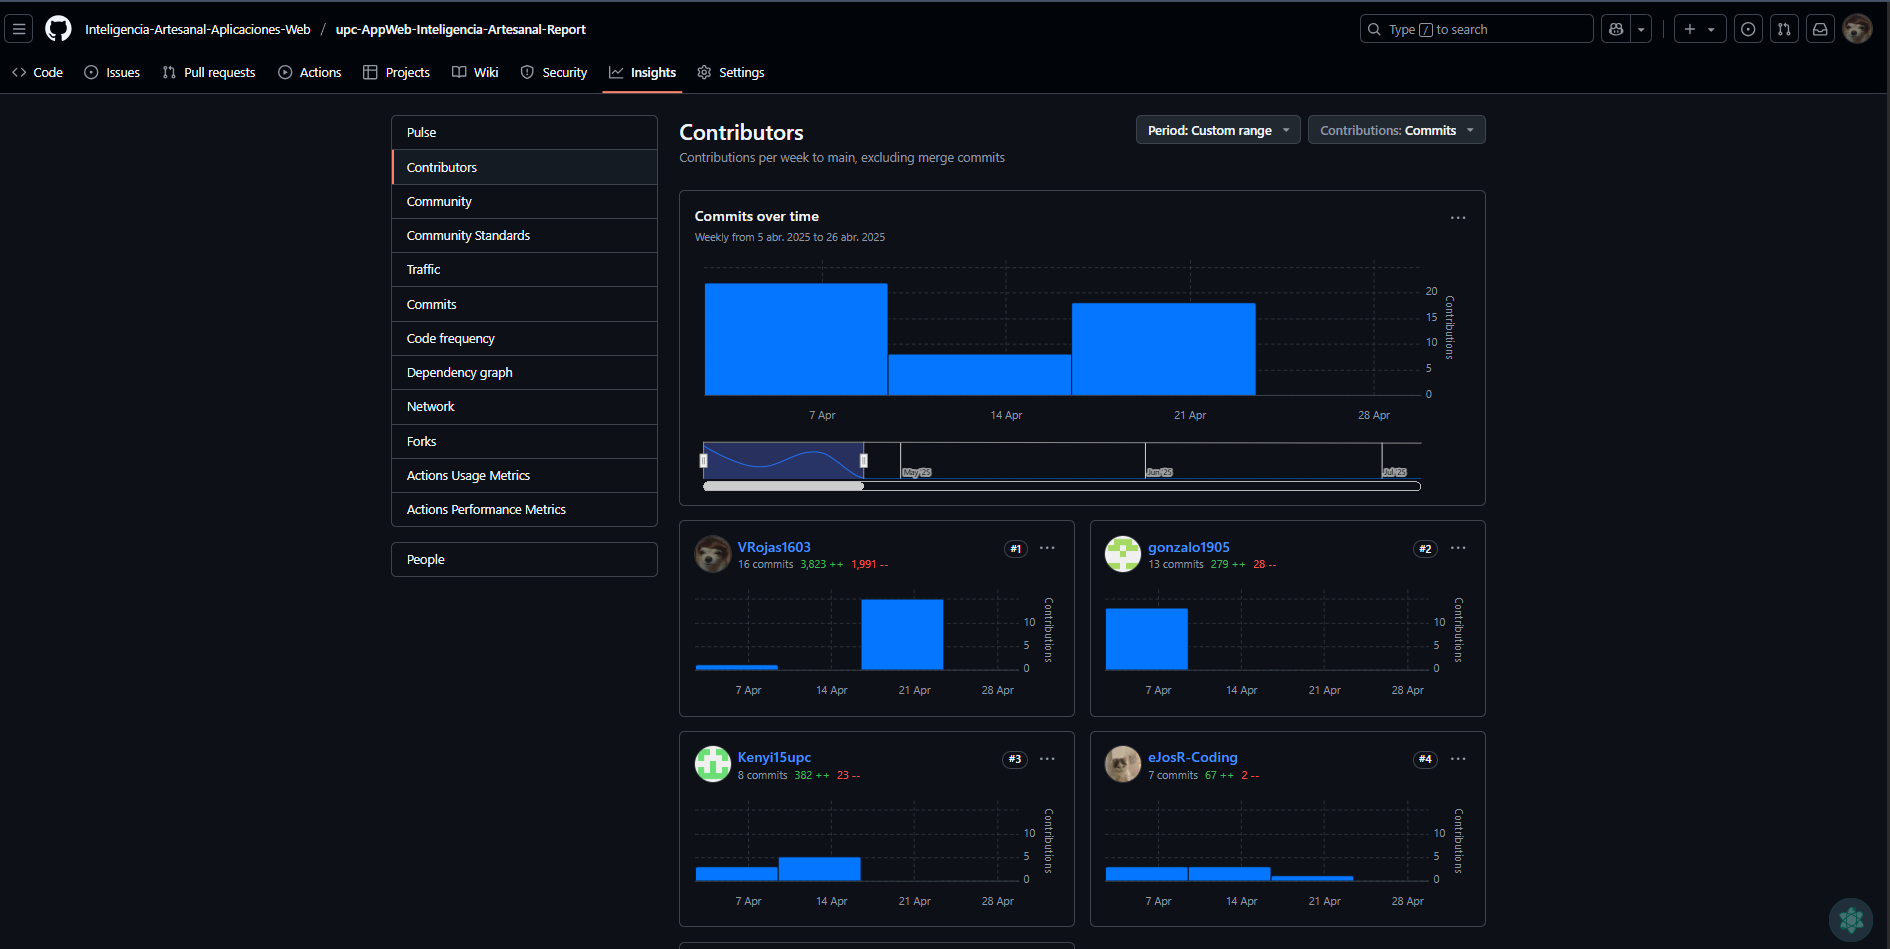 Inteligencia-Artesanal-Aplicaciones-Web / upc-AppWeb-Inteligencia-Artesanal-Report
Type / to search
Code Issues Pull requests Actions Projects Wiki Security Insights Settings
Pulse
Contributors
Community
Community Standards
Traffic
Commits
Code frequency
Dependency graph
Network
Forks
Actions Usage Metrics
Actions Performance Metrics
People
Contributors
Period: Custom range
Contributions: Commits
Contributions per week to main, excluding merge commits
Commits over time
Weekly from 5 abr. 2025 to 26 abr. 2025
20
15
10
5
0
Contributions
7 Apr 14 Apr 21 Apr 28 Apr
May '25 Jun '25 Jul '25
VRojas1603 #1
16 commits 3,823 ++ 1,991 --
10
5
0
Contributions
7 Apr 14 Apr 21 Apr 28 Apr
gonzalo1905 #2
13 commits 279 ++ 28 --
10
5
0
Contributions
7 Apr 14 Apr 21 Apr 28 Apr
Kenyi15upc #3
8 commits 382 ++ 23 --
10
5
0
Contributions
7 Apr 14 Apr 21 Apr 28 Apr
eJosR-Coding #4
7 commits 67 ++ 2 --
10
5
0
Contributions
7 Apr 14 Apr 21 Apr 28 Apr